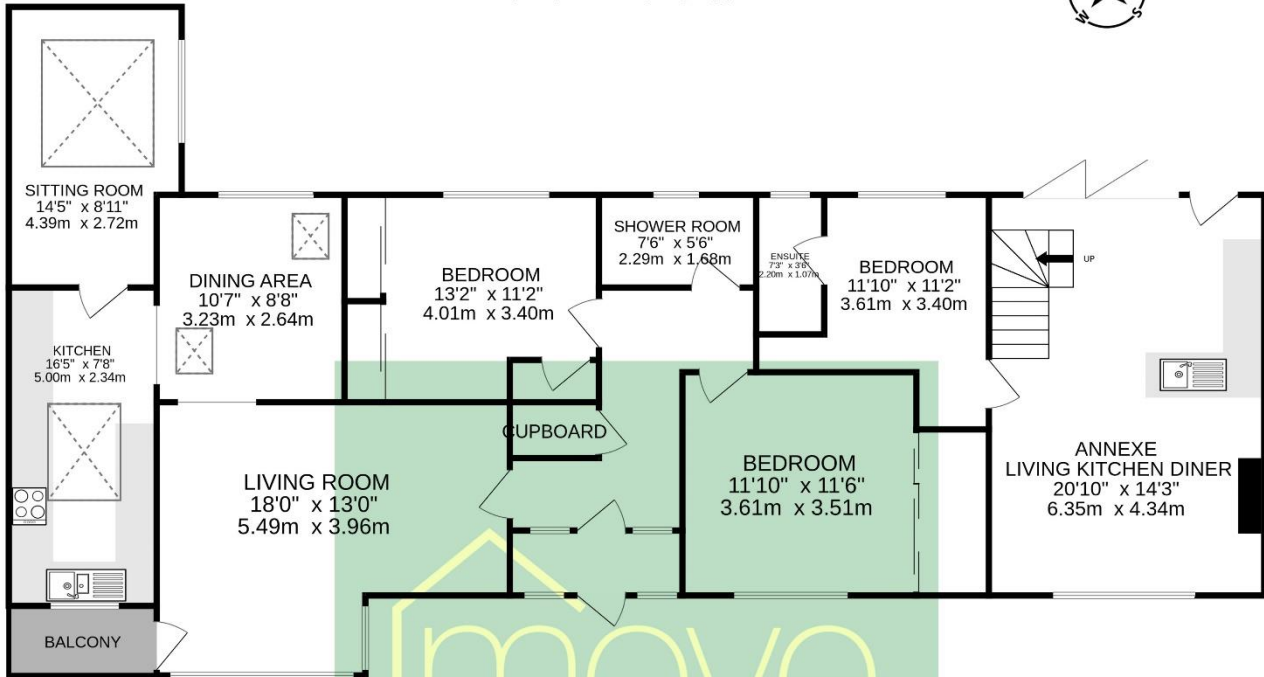 W
S
SITTING ROOM
14'5" x 8'11"
4.39m x 2.72m
DINING AREA
10'7" x 8'8"
3.23m x 2.64m
BEDROOM
13'2" x 11'2"
4.01m x 3.40m
SHOWER ROOM
7'6" x 5'6"
2.29m x 1.68m
ENSUITE
7'3" x 3'6"
2.20m x 1.07m
BEDROOM
11'10" x 11'2"
3.61m x 3.40m
UP
KITCHEN
16'5" x 7'8"
5.00m x 2.34m
CUPBOARD
LIVING ROOM
18'0" x 13'0"
5.49m x 3.96m
BEDROOM
11'10" x 11'6"
3.61m x 3.51m
ANNEXE
LIVING KITCHEN DINER
20'10" x 14'3"
6.35m x 4.34m
BALCONY
move